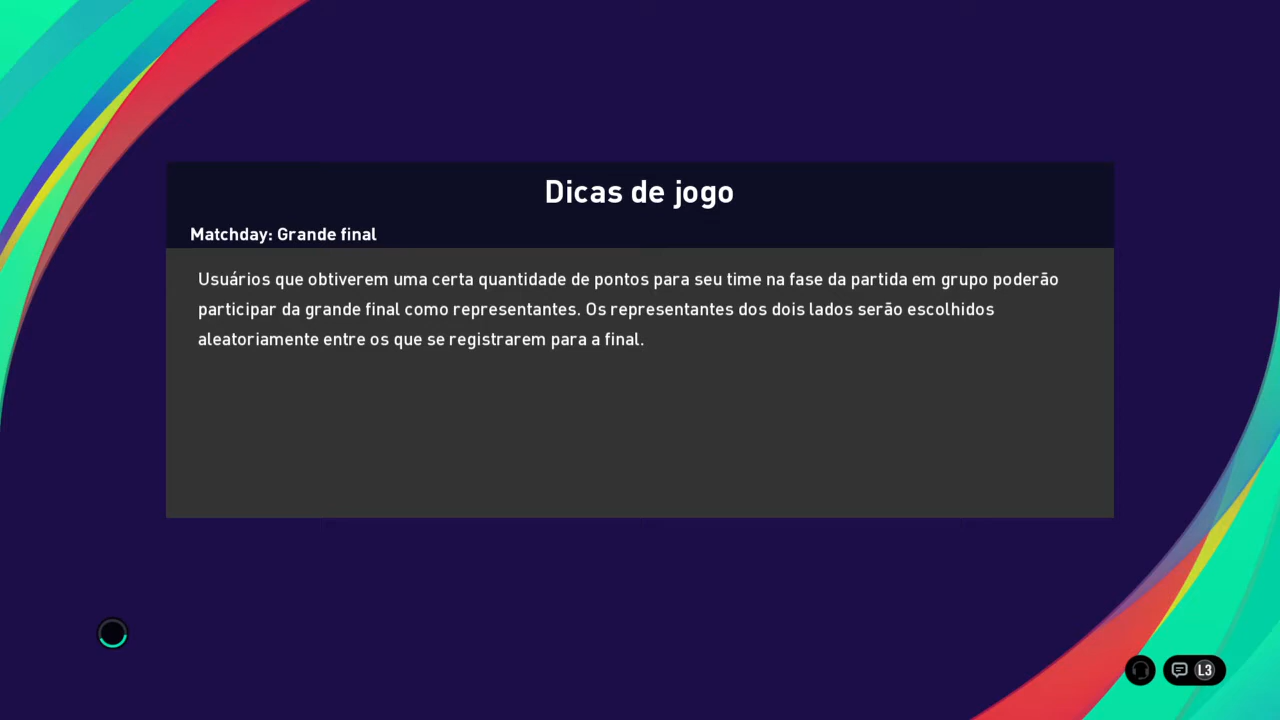 Dicas de jogo
Matchday: Grande final
Usuários que obtiverem uma certa quantidade de pontos para seu time na fase da partida em grupo poderão
participar da grande final como representantes. Os representantes dos dois lados serão escolhidos
aleatoriamente entre os que se registrarem para a final.
L3